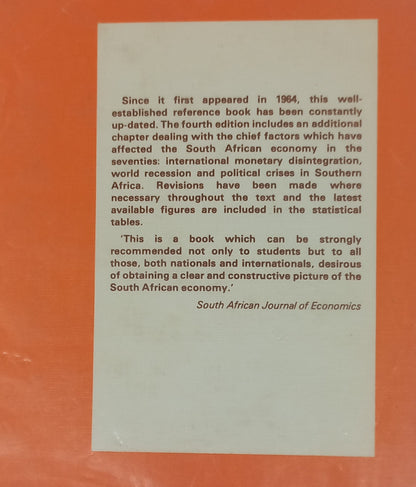 Since it first appeared in 1964, this well-
established reference book has been constantly
up-dated. The fourth edition includes an additional
chapter dealing with the chief factors which have
affected the South African economy in the
seventies: international monetary disintegration,
world recession and political crises in Southern
Africa. Revisions have been made where
necessary throughout the text and the latest
available figures are included in the statistical
tables.
'This is a book which can be strongly
recommended not only to students but to all
those, both nationals and internationals, desirous
of obtaining a clear and constructive picture of the
South African economy.'
South African Journal of Economics